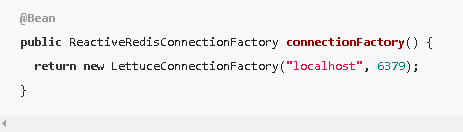 @Bean
public ReactiveRedisConnectionFactory connectionFactory() {
  return new LettuceConnectionFactory("localhost", 6379);
}